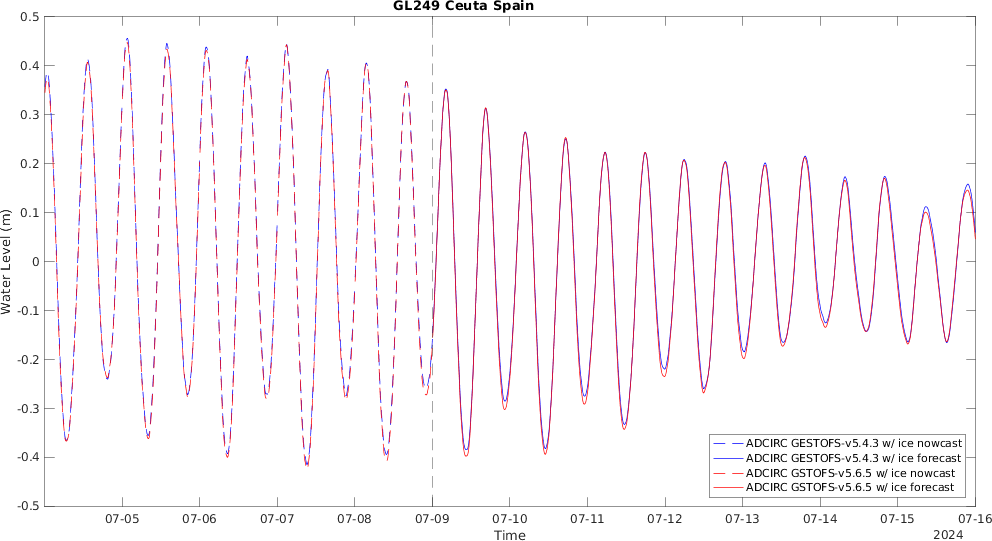 GL249 Ceuta Spain
0.5
0.4
0.3
0.2
0.1
0
-0.1
-0.2
-0.3
-0.4
-0.5
Water Level (m)
ADCIRC GESTOFS-v5.4.3 w/ ice nowcast
ADCIRC GESTOFS-v5.4.3 w/ ice forecast
ADCIRC GSTOFS-v5.6.5 w/ ice nowcast
ADCIRC GSTOFS-v5.6.5 w/ ice forecast
07-05 07-06 07-07 07-08 07-09 07-10 07-11 07-12 07-13 07-14 07-15 07-16
Time
2024